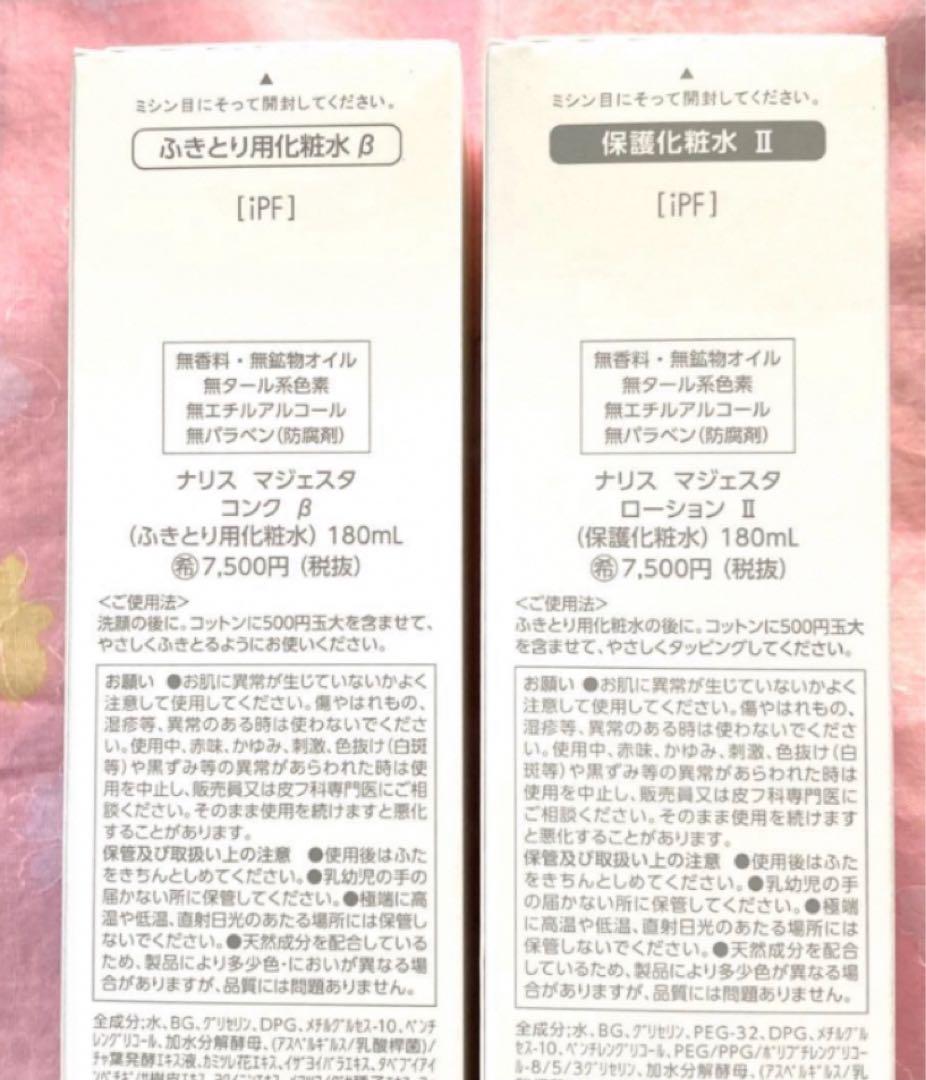 ▲
ミシン目にそって開封してください。
ふきとり用化粧水 β
[iPF]
無香料・無鉱物オイル
無タール系色素
無エチルアルコール
無パラベン(防腐剤)
ナリス マジェスタ
コンク β
(ふきとり用化粧水) 180mL
㊝7,500円 (税抜)
<ご使用法>
洗顔の後に。コットンに500円玉大を含ませて、
やさしくふきとるようにお使いください。
お願い ●お肌に異常が生じていないかよく
注意して使用してください。傷やはれもの、
湿疹等、異常のある時は使わないでくださ
い。使用中、赤味、かゆみ、刺激、色抜け(白斑
等)や黒ずみ等の異常があらわれた時は使
用を中止し、販売員又は皮フ科専門医にご相
談ください。そのまま使用を続けますと悪化
することがあります。
保管及び取扱い上の注意 ●使用後はふた
をきちんとしめてください。●乳幼児の手の
届かない所に保管してください。●極端に高
温や低温、直射日光のあたる場所には保管し
ないでください。●天然成分を配合している
ため、製品により多少色・においが異なる場
合がありますが、品質には問題ありません。
全成分:水、BG、グリセリン、DPG、メチルグルセス-10、ペンチ
レングリコール、加水分解酵母、(アスペルギルス/乳酸桿菌)/
チャ葉発酵エキス液、カミツレ花エキス、イザヨイバラエキス、タベブイアイ
▲
ミシン目にそって開封してください。
保護化粧水 Ⅱ
[iPF]
無香料・無鉱物オイル
無タール系色素
無エチルアルコール
無パラベン(防腐剤)
ナリス マジェスタ
ローション Ⅱ
(保護化粧水) 180mL
㊝7,500円 (税抜)
<ご使用法>
ふきとり用化粧水の後に。コットンに500円玉大
を含ませて、やさしくタッピングしてください。
お願い ●お肌に異常が生じていないかよく
注意して使用してください。傷やはれもの、
湿疹等、異常のある時は使わないでくださ
い。使用中、赤味、かゆみ、刺激、色抜け(白
斑等)や黒ずみ等の異常があらわれた時は
使用を中止し、販売員又は皮フ科専門医に
ご相談ください。そのまま使用を続けます
と悪化することがあります。
保管及び取扱い上の注意 ●使用後はふた
をきちんとしめてください。●乳幼児の手
の届かない所に保管してください。●極端
に高温や低温、直射日光のあたる場所には
保管しないでください。●天然成分を配合
しているため、製品により多少色が異なる場
合がありますが、品質には問題ありません。
全成分:水、BG、グリセリン、PEG-32、DPG、メチルグル
セス-10、ペンチレングリコール、PEG/PPG/ポリブチレングリコー
ル-8/5/3グリセリン、加水分解酵母、(アスペルギルス/乳